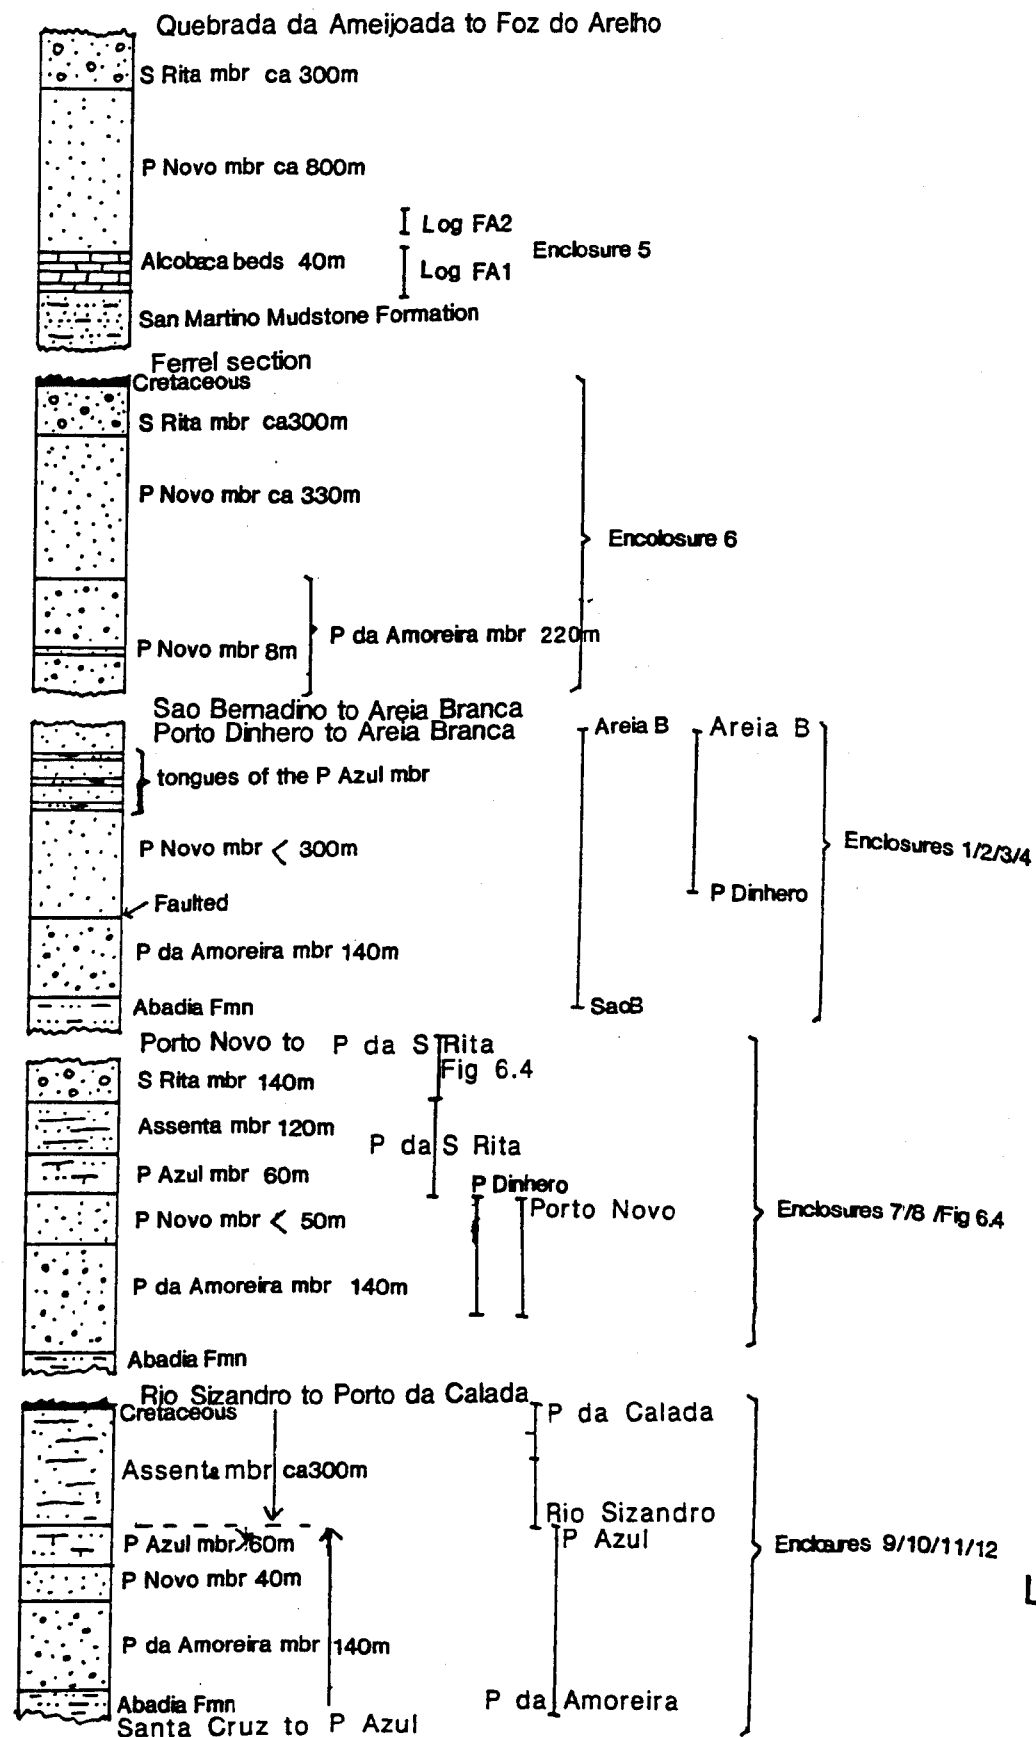 Quebrada da Ameijoada to Foz do Arelho
S Rita mbr ca 300m
P Novo mbr ca 800m
Log FA2
Enclosure 5
Alcobaca beds 40m
Log FA1
San Martino Mudstone Formation
Ferrel section
Cretaceous
S Rita mbr ca300m
P Novo mbr ca 330m
Encolosure 6
P da Amoreira mbr 220m
P Novo mbr 8m
Sao Bernadino to Areia Branca
Porto Dinhero to Areia Branca
Areia B
Areia B
tongues of the P Azul mbr
P Novo mbr < 300m
Enclosures 1/2/3/4
P Dinhero
Faulted
P da Amoreira mbr 140m
Abadia Fmn
SaoB
Porto Novo to P da S Rita
Fig 6.4
S Rita mbr 140m
Assenta mbr 120m
P da S Rita
P Azul mbr 60m
P Dinhero
Porto Novo
P Novo mbr < 50m
Enclosures 7/8 /Fig 6.4
P da Amoreira mbr 140m
Abadia Fmn
Rio Sizandro to Porto da Calada
Cretaceous
P da Calada
Assenta mbr ca300m
Rio Sizandro
P Azul
P Azul mbr 60m
Encloures 9/10/11/12
P Novo mbr 40m
P da Amoreira mbr 140m
P da Amoreira
Abadia Fmn
Santa Cruz to P Azul